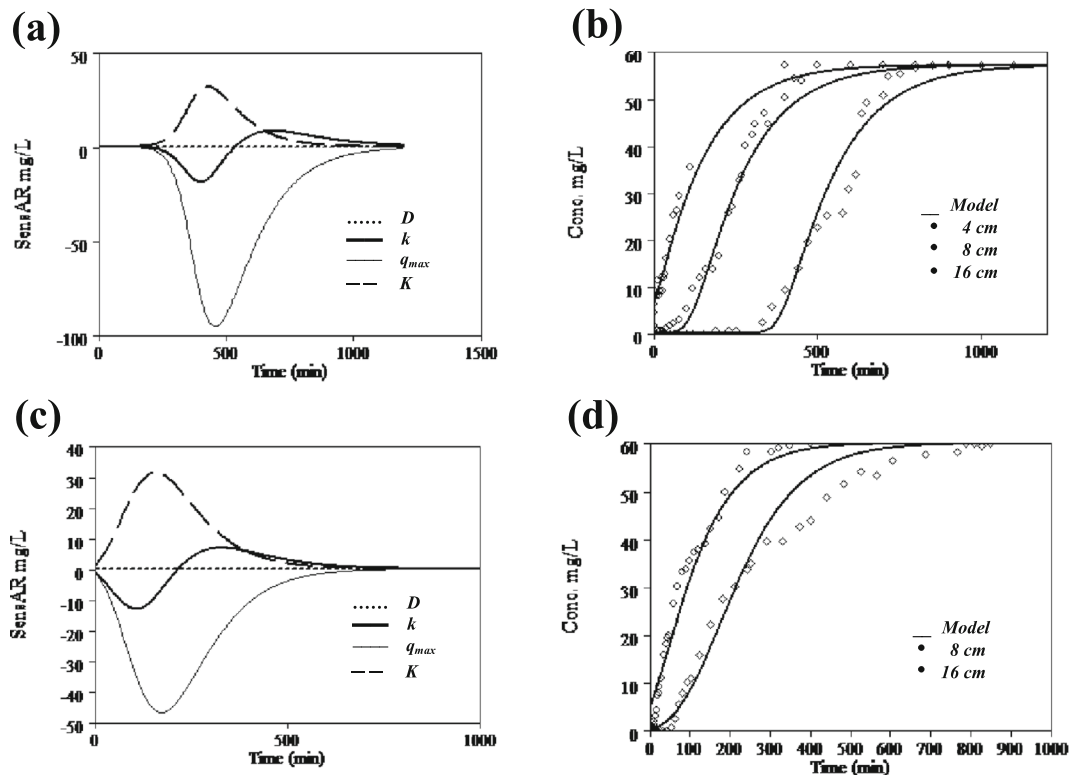 (a)
50
0
-50
-100
0
500
1000
1500
SensAR mg/L
Time (min)
D
k
qmax
K
(b)
60
50
40
30
20
10
0
0
500
1000
Conc. mg/L
Time (min)
Model
4 cm
8 cm
16 cm
(c)
40
30
20
10
0
-10
-20
-30
-40
-50
0
500
1000
SensAR mg/L
Time (min)
D
k
qmax
K
(d)
60
50
40
30
20
10
0
0 100 200 300 400 500 600 700 800 900 1000
Conc. mg/L
Time (min)
Model
8 cm
16 cm